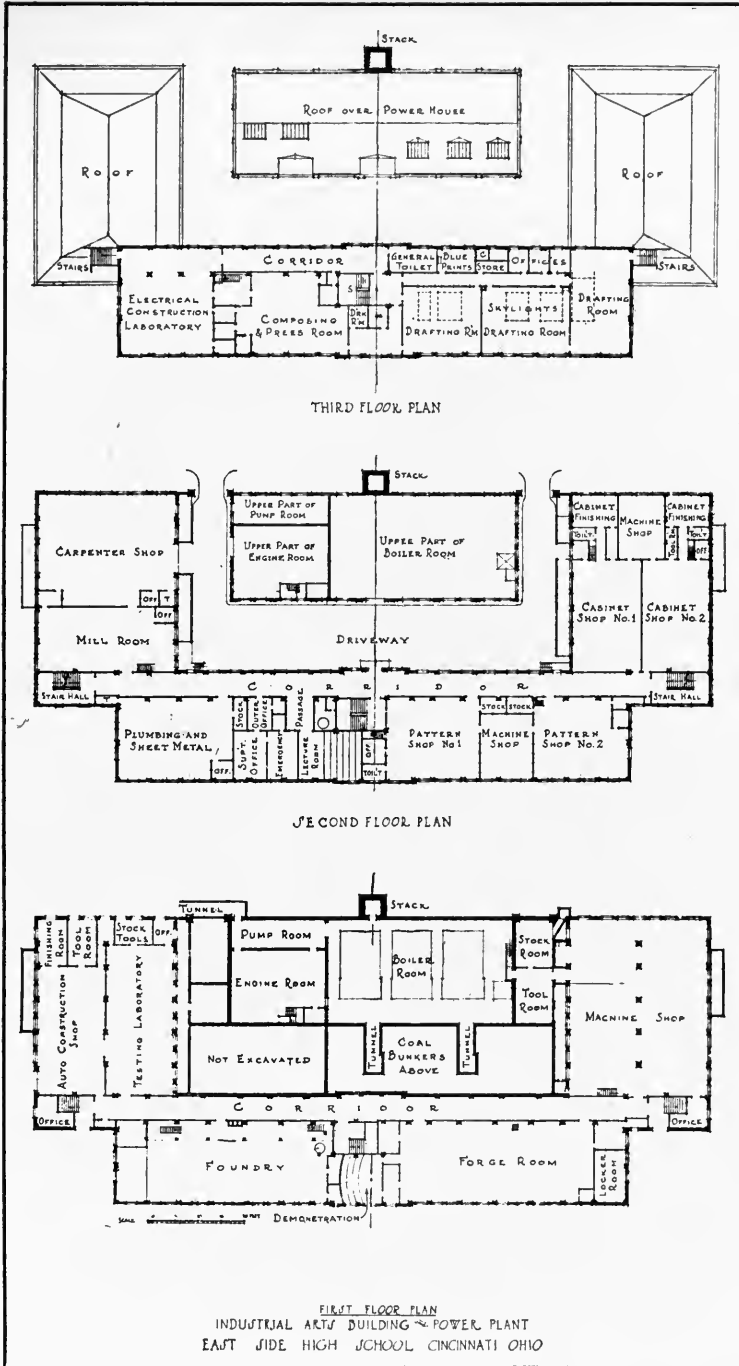 STACK
ROOF OVER POWER HOUSE
ROOF
ROOF
STAIRS
CORRIDOR
GENERAL
TOILET
BLUE
PRINTS
C
STORE
OFFICES
STAIRS
ELECTRICAL
CONSTRUCTION
LABORATORY
COMPOSING
& PRESS ROOM
S
DRK
RM
DRAFTING RM
SKYLIGHTS
DRAFTING ROOM
DRAFTING
ROOM
THIRD FLOOR PLAN
STACK
CARPENTER SHOP
OFF
T
OFF
MILL ROOM
UPPER PART OF
PUMP ROOM
UPPER PART OF
ENGINE ROOM
UPPER PART OF
BOILER ROOM
CABINET
FINISHING
MACHINE
SHOP
CABINET
FINISHING
TOILT.
TOOL RM
TOILT
OFF
CABINET
SHOP NO.1
CABINET
SHOP NO.2
DRIVEWAY
CORRIDOR
STAIR HALL
STAIR HALL
PLUMBING AND
SHEET METAL
OFF.
STOCK
OUTER
OFFICE
PASSAGE
SUPT.
OFFICE
EMERGENCY
LECTURE
ROOM
OFF
TOILT
PATTERN
SHOP NO1
STOCK
STOCK
MACHINE
SHOP
PATTERN
SHOP NO.2
SECOND FLOOR PLAN
TUNNEL
STACK
FINISHING
ROOM
TOOL
ROOM
STOCK
TOOLS
OFF.
PUMP ROOM
ENGINE ROOM
BOILER
ROOM
STOCK
ROOM
TOOL
ROOM
MACHINE SHOP
AUTO CONSTRUCTION
SHOP
TESTING LABORATORY
NOT EXCAVATED
TUNNEL
COAL
BUNKERS
ABOVE
TUNNEL
CORRIDOR
OFFICE
OFFICE
FOUNDRY
FORGE ROOM
LOCKER
ROOM
SCALE
DEMONSTRATION
FIRST FLOOR PLAN
INDUSTRIAL ARTS BUILDING & POWER PLANT
EAST SIDE HIGH SCHOOL CINCINNATI OHIO